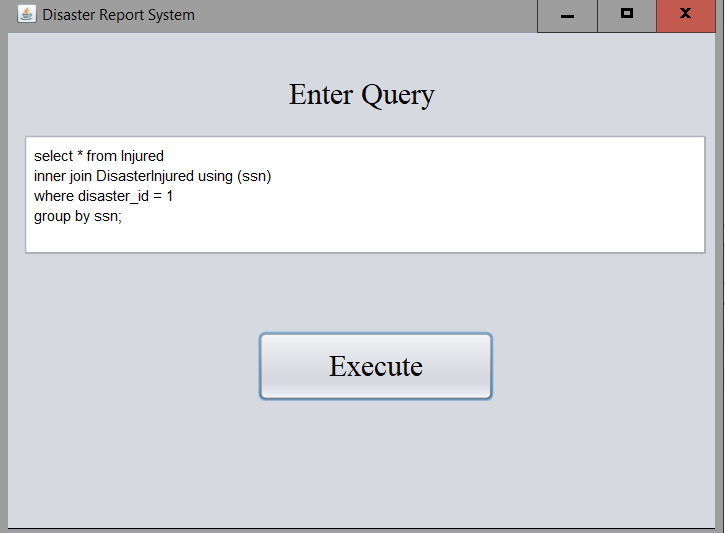 Disaster Report System
Enter Query
select * from Injured
inner join DisasterInjured using (ssn)
where disaster_id = 1
group by ssn;
Execute